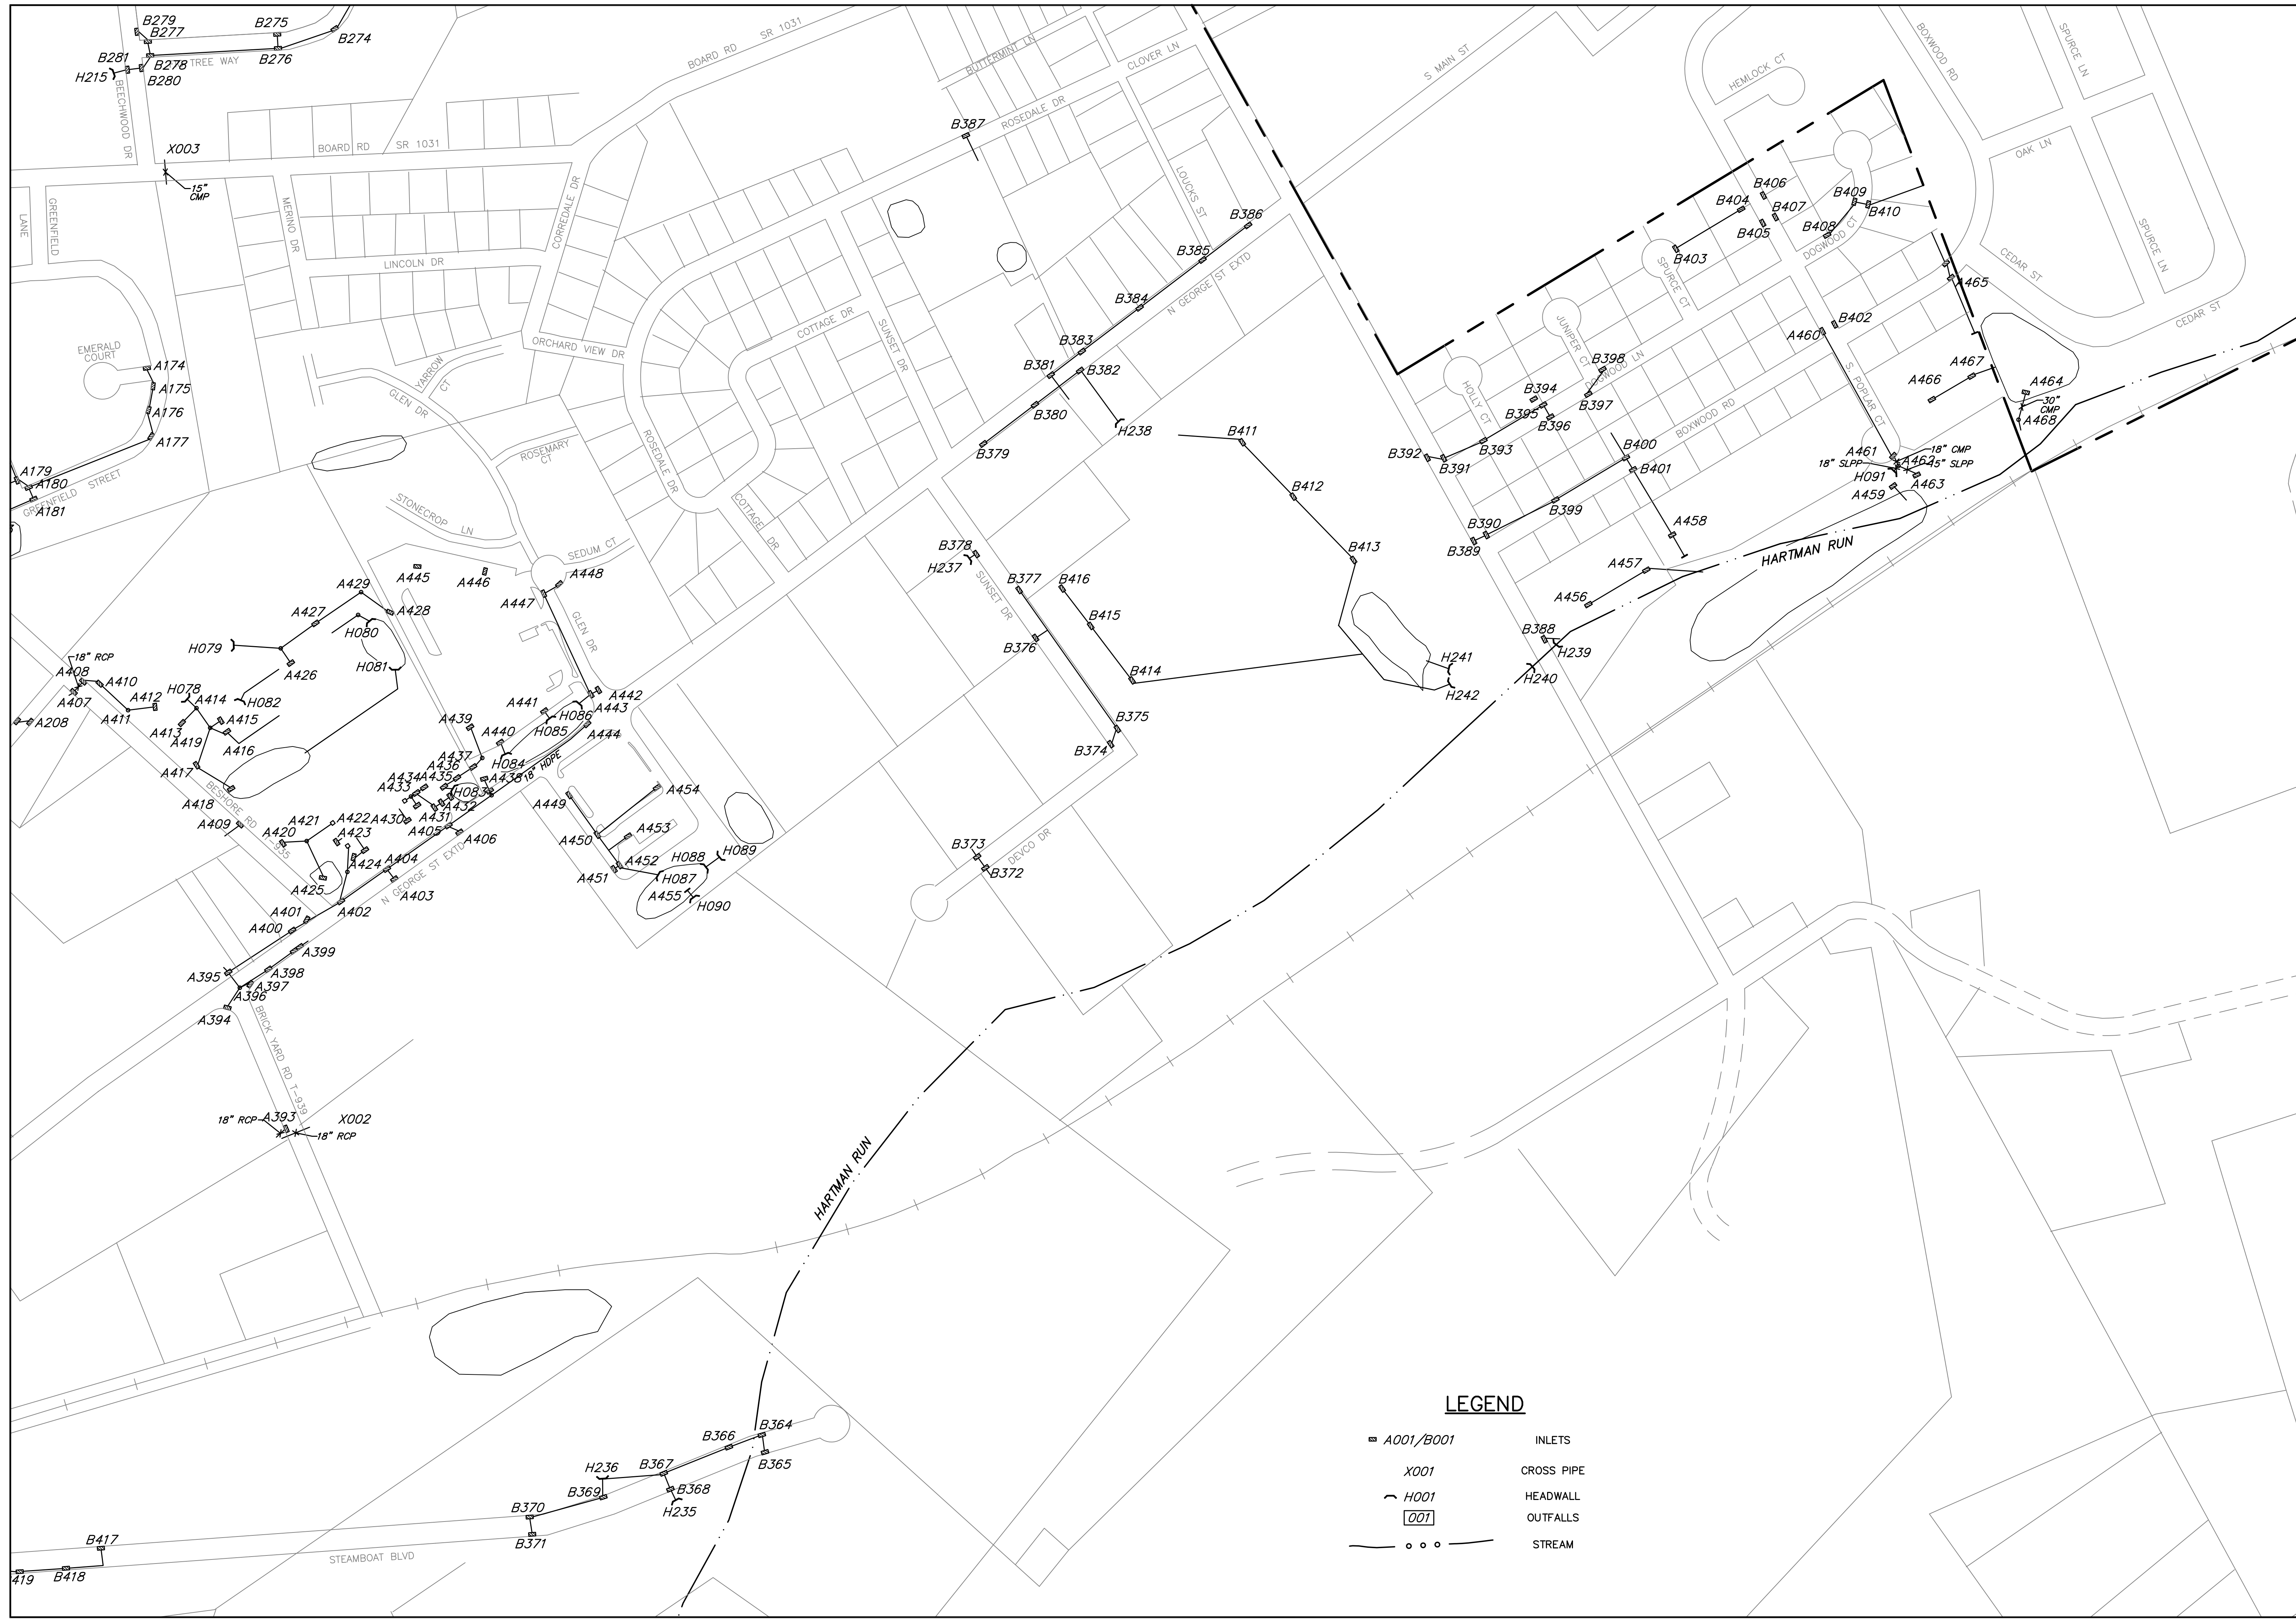 B279
B277
B275
B274
B281
H215
B278
B280
TREE WAY
B276
BEECHWOOD DR
X003
15"
CMP
BOARD RD SR 1031
BOARD RD SR 1031
BUTTERMINT LN
CLOVER LN
ROSEDALE DR
B387
LOUCKS ST
S MAIN ST
HEMLOCK CT
BOXWOOD RD
SPURCE LN
OAK LN
LANE
GREENFIELD
MERINO DR
CORREDALE DR
LINCOLN DR
B386
B385
B384
N GEORGE ST EXTD
B406
B404
B407
B405
B403
B409
B410
B408
DOGWOOD CT
SPURCE CT
CEDAR ST
SPURCE LN
A465
CEDAR ST
EMERALD
COURT
A174
A175
A176
A177
A179
A180
A181
GREENFIELD STREET
ORCHARD VIEW DR
YARROW
CT
GLEN DR
COTTAGE DR
SUNSET DR
B383
B381
B382
B380
B379
H238
JUNIPER CT
DOGWOOD LN
HOLLY CT
B398
B394
B397
B395
B396
B393
B392
B391
A460
B402
S POPLAR CT
BOXWOOD RD
A467
A466
A464
30"
CMP
A468
ROSEMARY
CT
ROSEDALE DR
COTTAGE DR
STONECROP LN
SEDUM CT
B411
B412
B413
B400
B401
B399
B390
B389
A461
18" CMP
18" SLPP
A462
15" SLPP
H091
A463
A459
A458
A457
A456
HARTMAN RUN
A445
A446
A448
A447
GLEN DR
A429
A428
A427
H080
H079
H081
A426
B378
H237
SUNSET DR
B377
B416
B415
B376
B414
B375
B374
B388
H239
H240
H241
H242
18" RCP
A408
A407
A410
A412
A411
H078
A414
H082
A413
A415
A419
A416
A417
A418
A208
BESHORE RD
T-935
A409
A439
A441
A440
A442
A443
H086
H085
H084
A444
18" HDPE
A437
A436
A438
A434
A435
A433
H083
A432
A431
A430
A405
A406
A420
A421
A422
A423
A424
A404
A425
A403
A402
A401
A400
N GEORGE ST EXTD
A449
A450
A454
A453
A452
A451
H088
H089
H087
A455
H090
B373
B372
DEVCO DR
A399
A398
A395
A397
A396
A394
BRICK YARD RD T-939
18" RCP
A393
X002
18" RCP
HARTMAN RUN
B364
B366
B365
B367
H236
B368
B369
H235
B370
B371
B417
B418
419
STEAMBOAT BLVD
LEGEND
A001/B001 INLETS
X001 CROSS PIPE
H001 HEADWALL
001 OUTFALLS
STREAM